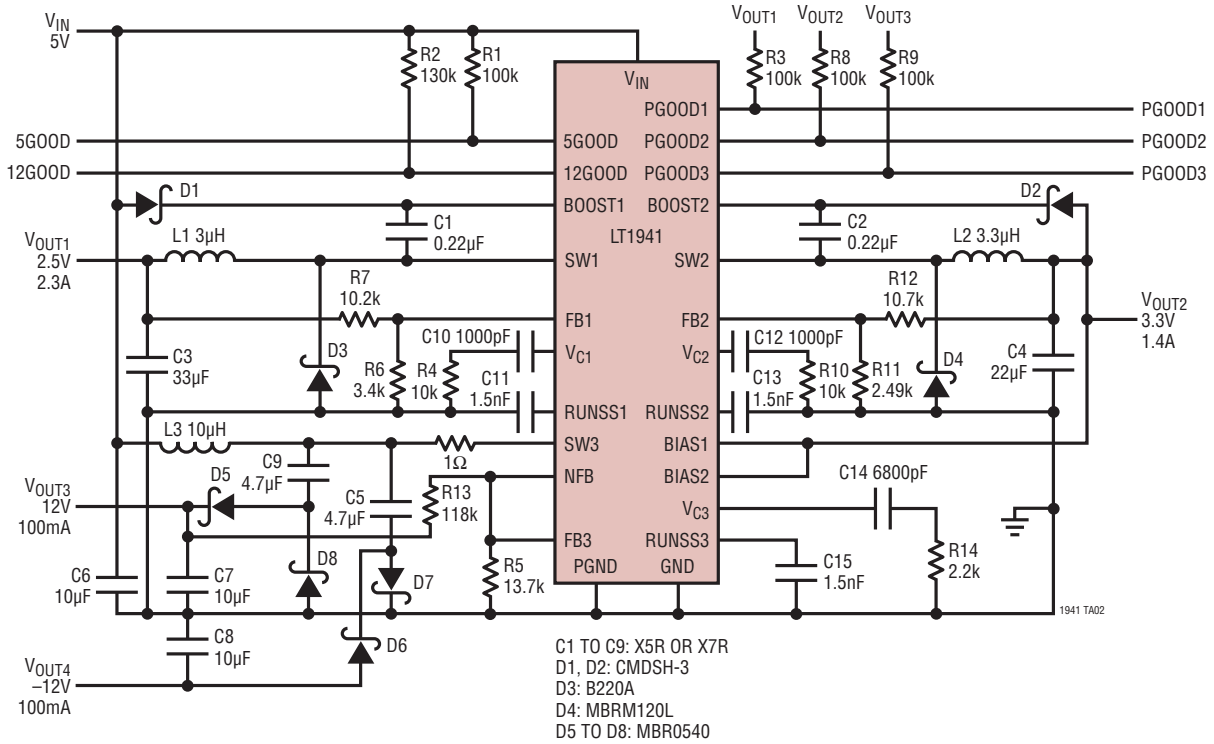 VIN
5V
R2
130k
R1
100k
VOUT1
VOUT2
VOUT3
R3
100k
R8
100k
R9
100k
VIN
PGOOD1
PGOOD1
5GOOD
5GOOD
PGOOD2
PGOOD2
12GOOD
12GOOD
PGOOD3
PGOOD3
D1
BOOST1
BOOST2
D2
C1
0.22µF
LT1941
C2
0.22µF
VOUT1
2.5V
2.3A
L1 3µH
SW1
SW2
L2 3.3µH
R7
10.2k
R12
10.7k
VOUT2
3.3V
1.4A
FB1
FB2
C10 1000pF
C12 1000pF
VC1
VC2
C3
33µF
D3
R6
3.4k
R4
10k
C11
1.5nF
C13
1.5nF
R10
10k
R11
2.49k
D4
C4
22µF
RUNSS1
RUNSS2
L3 10µH
1Ω
SW3
BIAS1
C9
4.7µF
D5
NFB
BIAS2
C14 6800pF
VOUT3
12V
100mA
C5
4.7µF
R13
118k
VC3
FB3
RUNSS3
C6
10µF
C7
10µF
D8
D7
R5
13.7k
PGND
GND
C15
1.5nF
R14
2.2k
1941 TA02
C8
10µF
D6
VOUT4
–12V
100mA
C1 TO C9: X5R OR X7R
D1, D2: CMDSH-3
D3: B220A
D4: MBRM120L
D5 TO D8: MBR0540